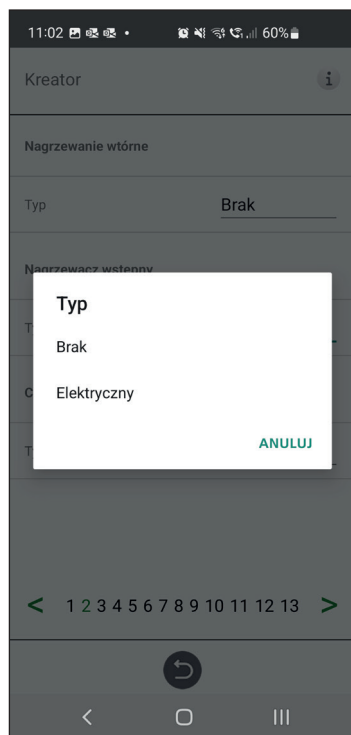 11:02 60%
Kreator i
Nagrzewanie wtórne
Typ Brak
Nagrzewacz wstępny
Typ
Brak
Elektryczny
ANULUJ
< 1 2 3 4 5 6 7 8 9 10 11 12 13 >